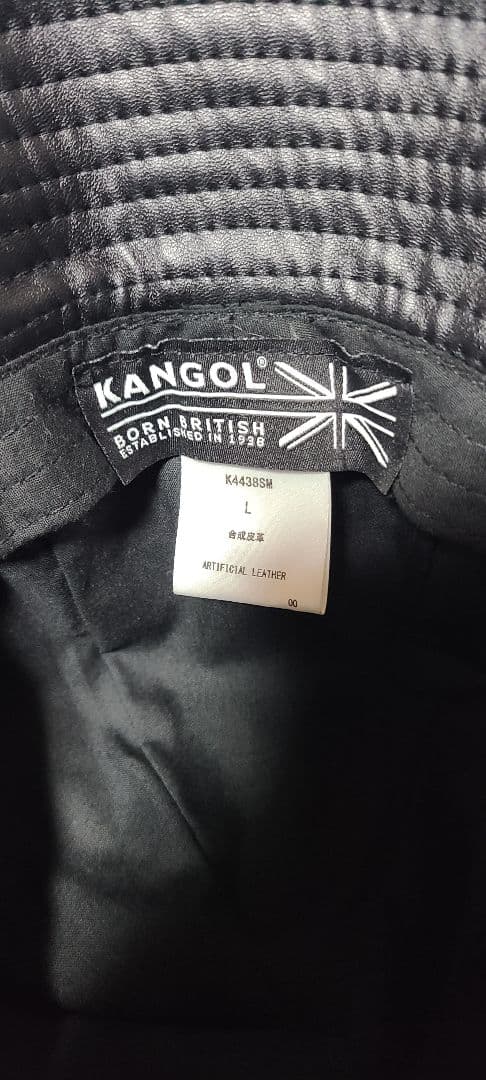 KANGOL®
BORN BRITISH
ESTABLISHED IN 1938
K4438SM
L
合成皮革
ARTIFICIAL LEATHER
00